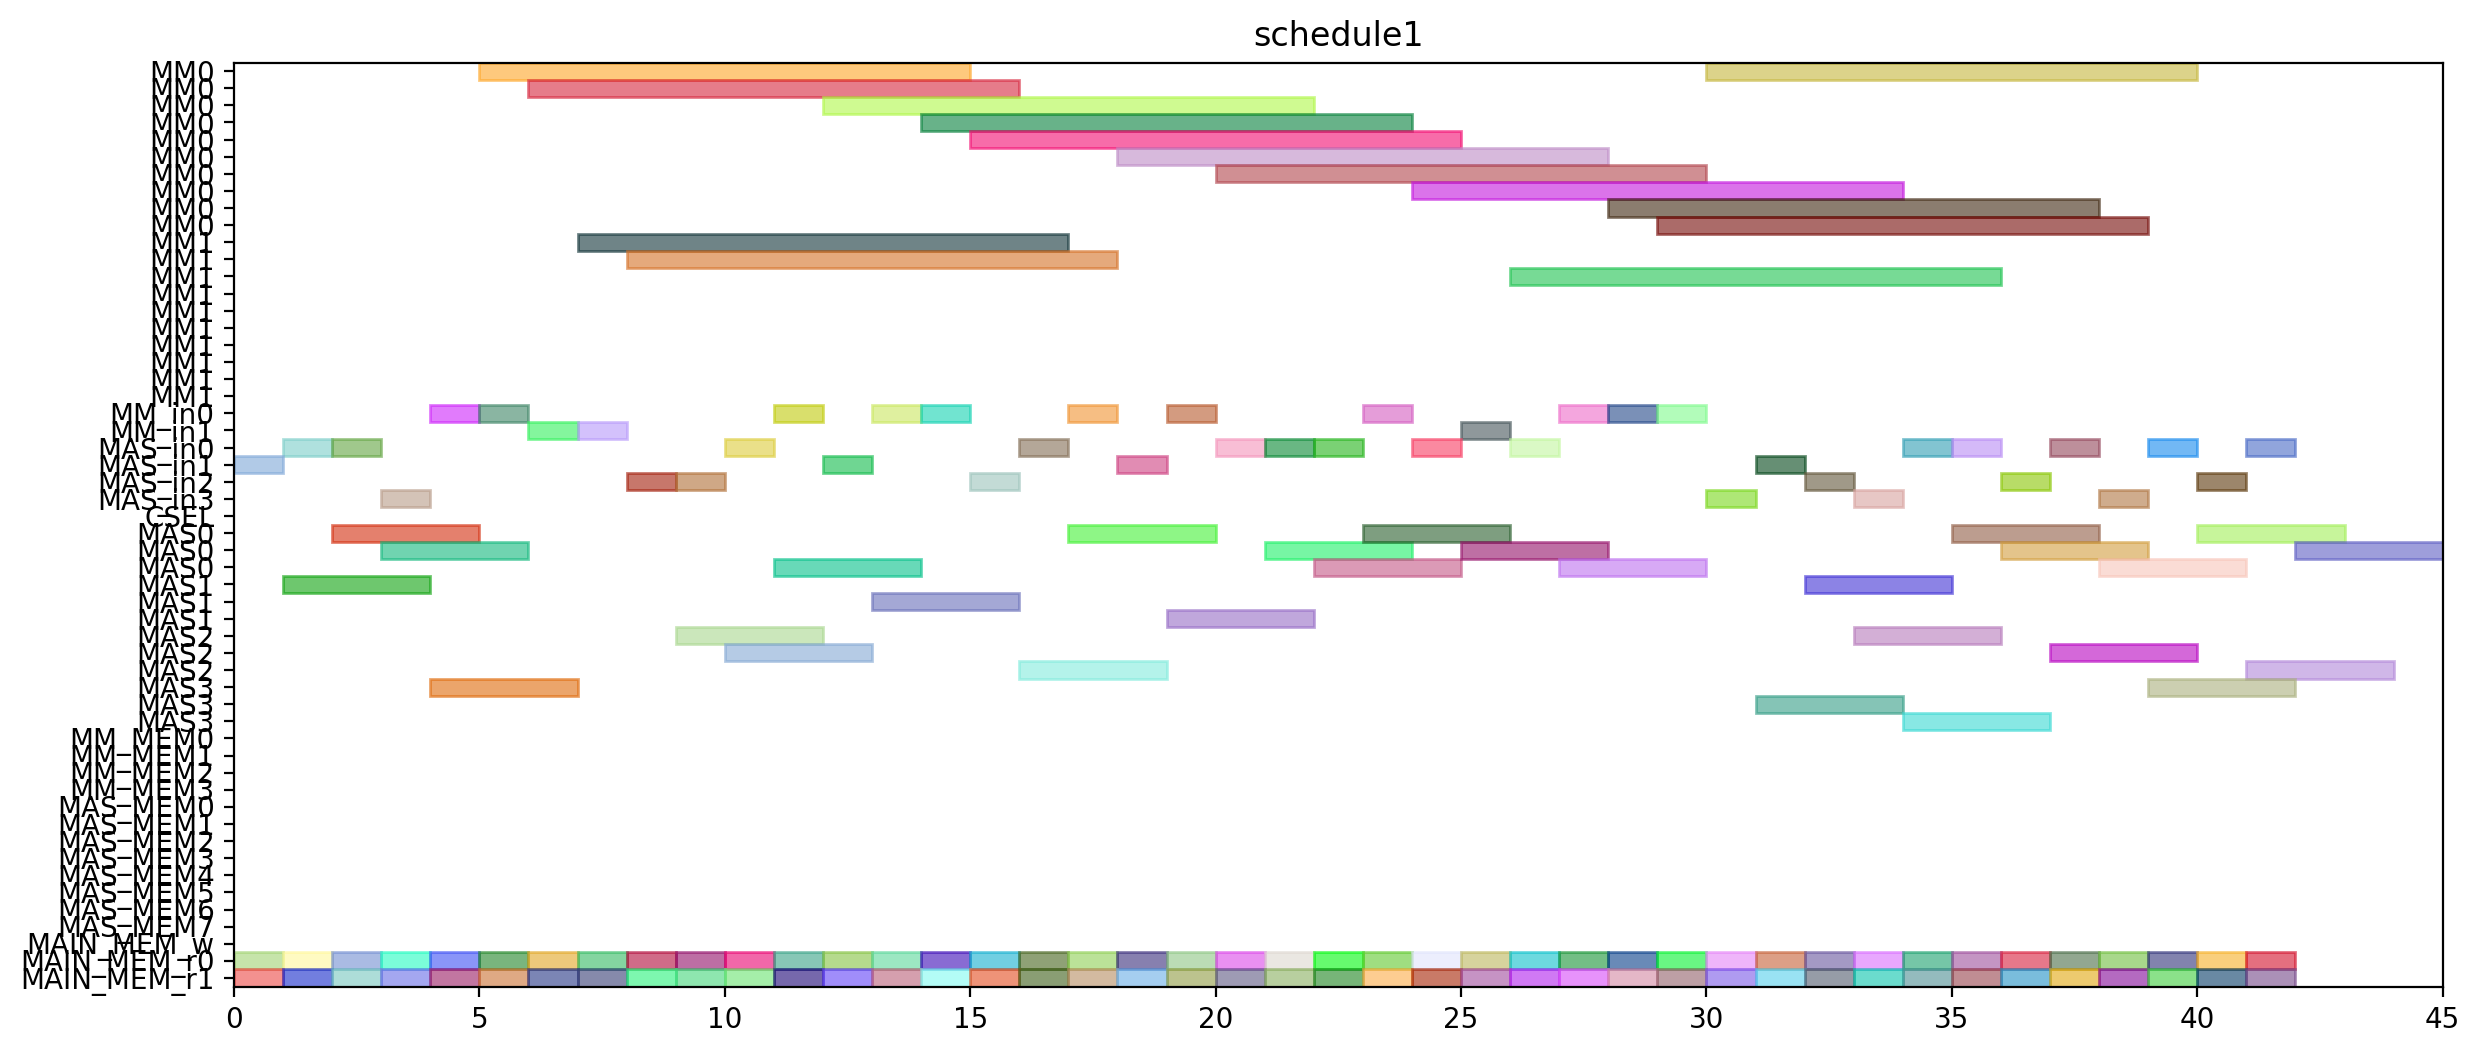 schedule1
MM0
MM0
MM0
MM0
MM0
MM0
MM0
MM0
MM0
MM0
MM1
MM1
MM1
MM1
MM1
MM1
MM1
MM1
MM1
MM1
MM_in0
MM_in1
MAS_in0
MAS_in1
MAS_in2
MAS_in3
CSEL
MAS0
MAS0
MAS0
MAS1
MAS1
MAS1
MAS2
MAS2
MAS2
MAS3
MAS3
MAS3
MM_MEM0
MM_MEM1
MM_MEM2
MM_MEM3
MAS_MEM0
MAS_MEM1
MAS_MEM2
MAS_MEM3
MAS_MEM4
MAS_MEM5
MAS_MEM6
MAS_MEM7
MAIN_MEM_w
MAIN_MEM_r0
MAIN_MEM_r1
0 5 10 15 20 25 30 35 40 45